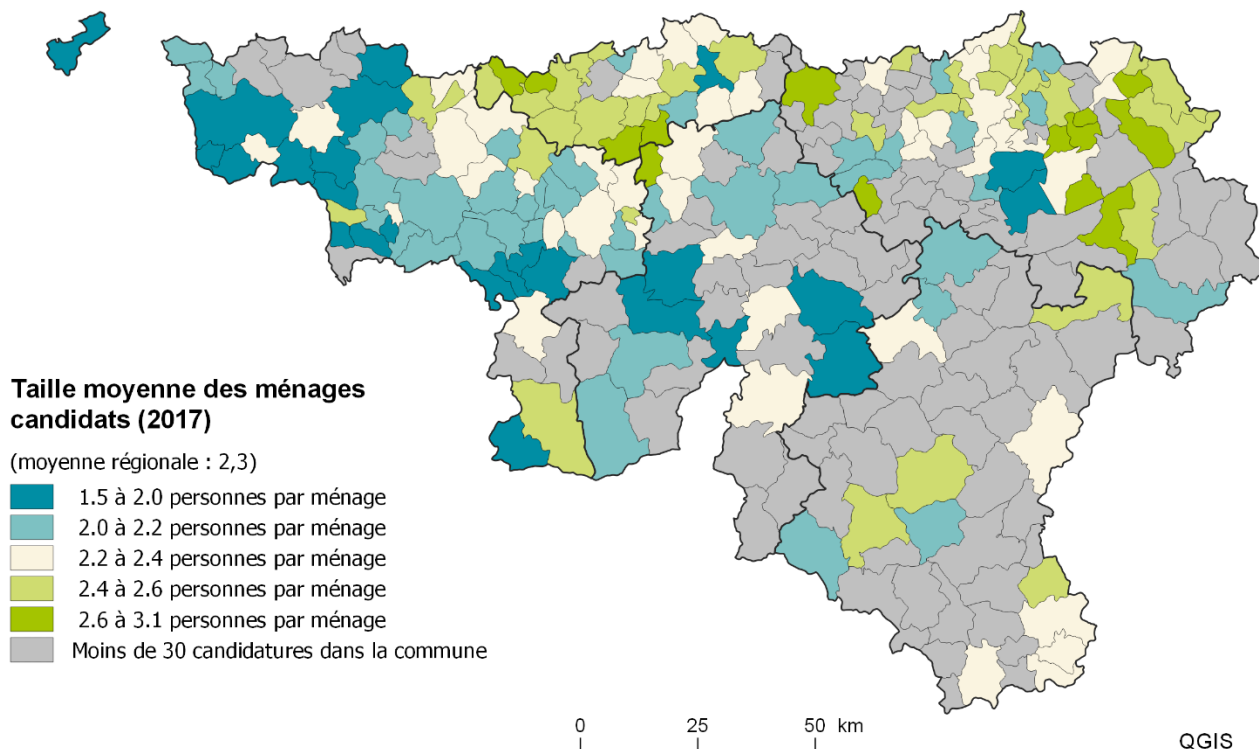 Taille moyenne des ménages
candidats (2017)
(moyenne régionale : 2,3)
1.5 à 2.0 personnes par ménage
2.0 à 2.2 personnes par ménage
2.2 à 2.4 personnes par ménage
2.4 à 2.6 personnes par ménage
2.6 à 3.1 personnes par ménage
Moins de 30 candidatures dans la commune
0 25 50 km
QGIS